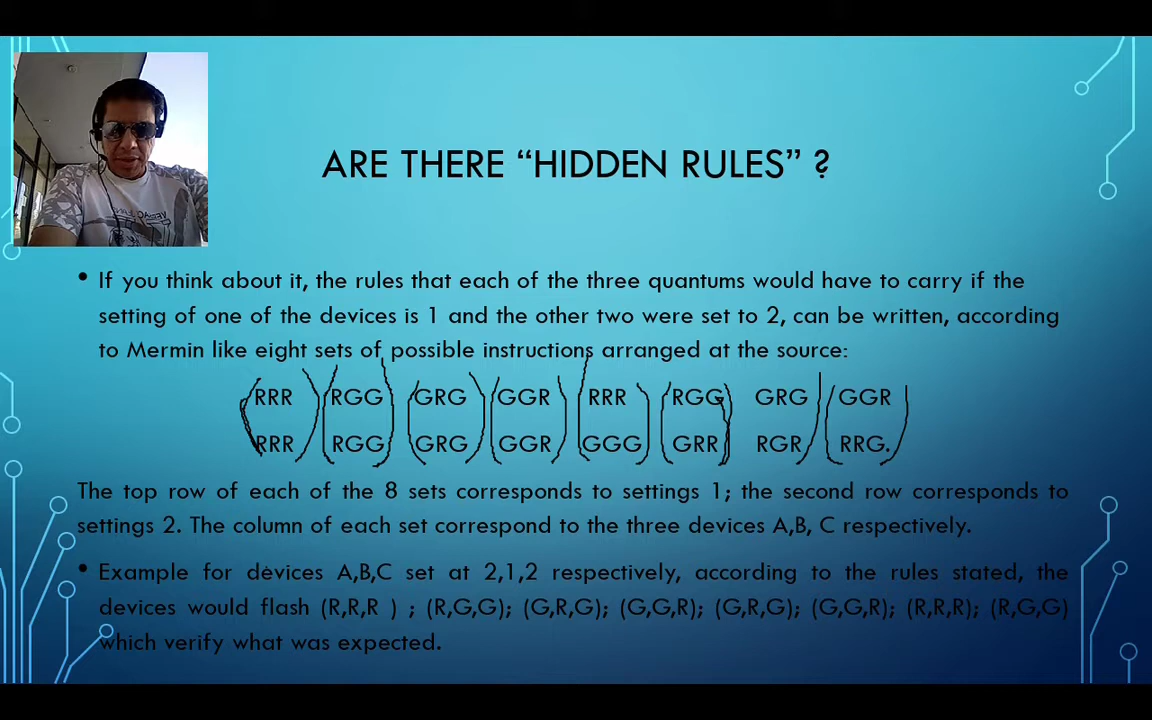 ARE THERE “HIDDEN RULES” ?
• If you think about it, the rules that each of the three quantums would have to carry if the
setting of one of the devices is 1 and the other two were set to 2, can be written, according
to Mermin like eight sets of possible instructions arranged at the source:
RRR RGG GRG GGR RRR RGG GRG GGR
RRR RGG GRG GGR GGG GRR RGR RRG.
The top row of each of the 8 sets corresponds to settings 1; the second row corresponds to
settings 2. The column of each set correspond to the three devices A,B, C respectively.
• Example for devices A,B,C set at 2,1,2 respectively, according to the rules stated, the
devices would flash (R,R,R ) ; (R,G,G); (G,R,G); (G,G,R); (G,R,G); (G,G,R); (R,R,R); (R,G,G)
which verify what was expected.